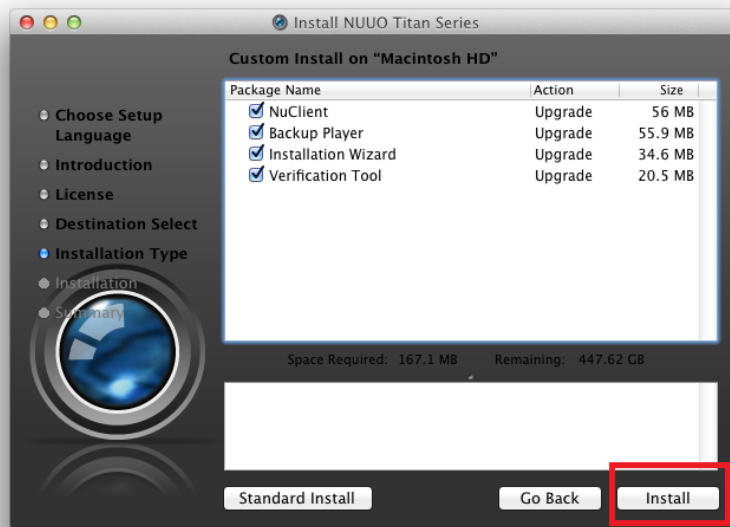 Install NUUO Titan Series
Custom Install on “Macintosh HD”
Choose Setup
Language
Introduction
License
Destination Select
Installation Type
Installation
Summary
Package Name Action Size
NuClient Upgrade 56 MB
Backup Player Upgrade 55.9 MB
Installation Wizard Upgrade 34.6 MB
Verification Tool Upgrade 20.5 MB
Space Required: 167.1 MB Remaining: 447.62 GB
Standard Install Go Back Install